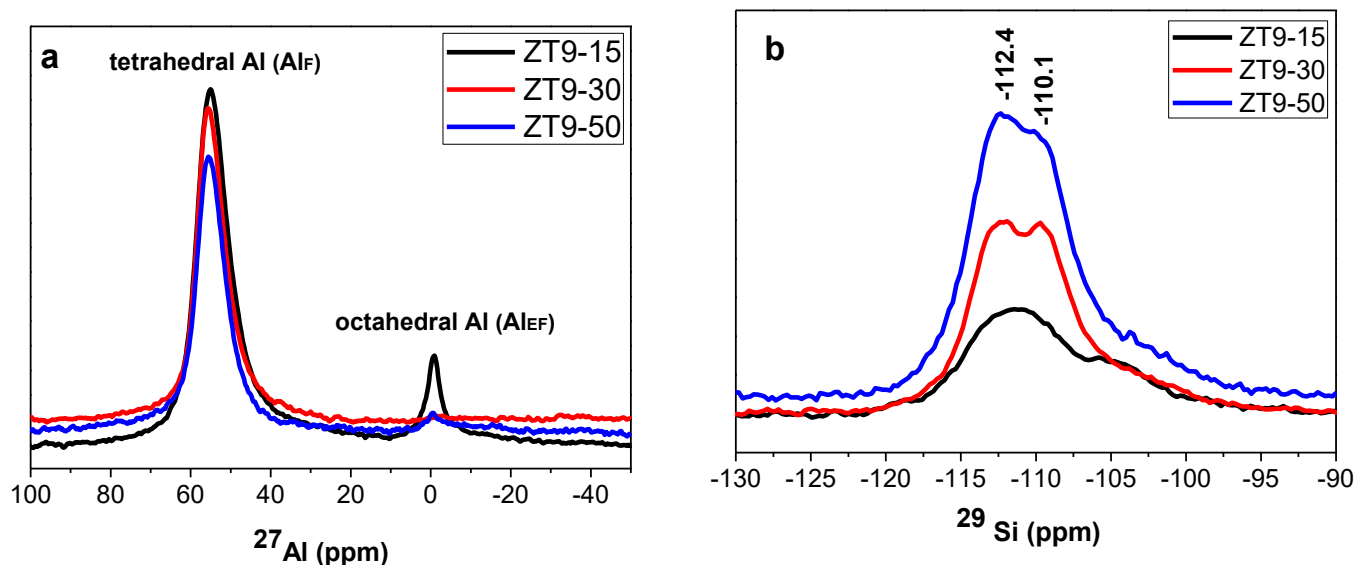 a
tetrahedral Al (AlF)
ZT9-15
ZT9-30
ZT9-50
octahedral Al (AlEF)
100 80 60 40 20 0 -20 -40
27Al (ppm)
b
-112.4
-110.1
ZT9-15
ZT9-30
ZT9-50
-130 -125 -120 -115 -110 -105 -100 -95 -90
29 Si (ppm)